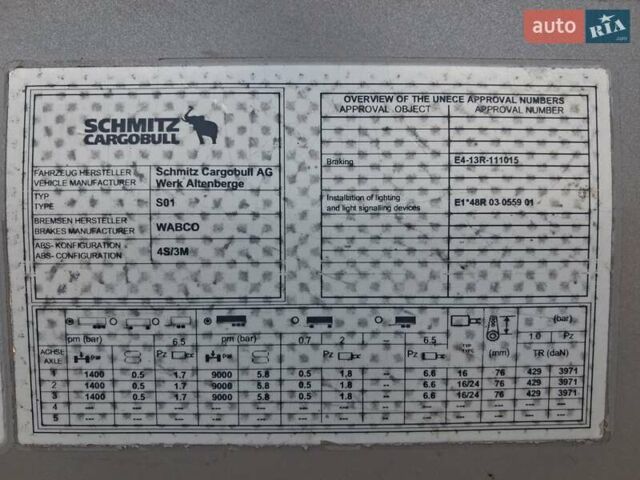 auto RIA.com
SCHMITZ
CARGOBULL
FAHRZEUG HERSTELLER
VEHICLE MANUFACTURER
Schmitz Cargobull AG
Werk Altenberge
TYP
TYPE
S01
BREMSEN HERSTELLER
BRAKES MANUFACTURER
WABCO
ABS- KONFIGURATION
ABS- CONFIGURATION
4S/3M
OVERVIEW OF THE UNECE APPROVAL NUMBERS
APPROVAL OBJECT APPROVAL NUMBER
Braking E4-13R-111015
Installation of lighting
and light signalling devices
E1*48R 03 0559 01
(bar)
pm (bar) 6.5 pm (bar) 0.7 2 -- 6.5 1.0 Pz
ACHSE
AXLE
Pz Pz TYP
TYPE
(mm) TR (daN)
1 1400 0.5 1.7 9000 5.8 0.5 1.8 -- 6.6 16 76 429 3971
2 1400 0.5 1.7 9000 5.8 0.5 1.8 -- 6.6 16/24 76 429 3971
3 1400 0.5 1.7 9000 5.8 0.5 1.8 -- 6.6 16/24 76 429 3971
4 --- --- --- --- --- --- --- -- --- --- --- --- ---
5 --- --- --- --- --- --- --- -- --- --- --- --- ---